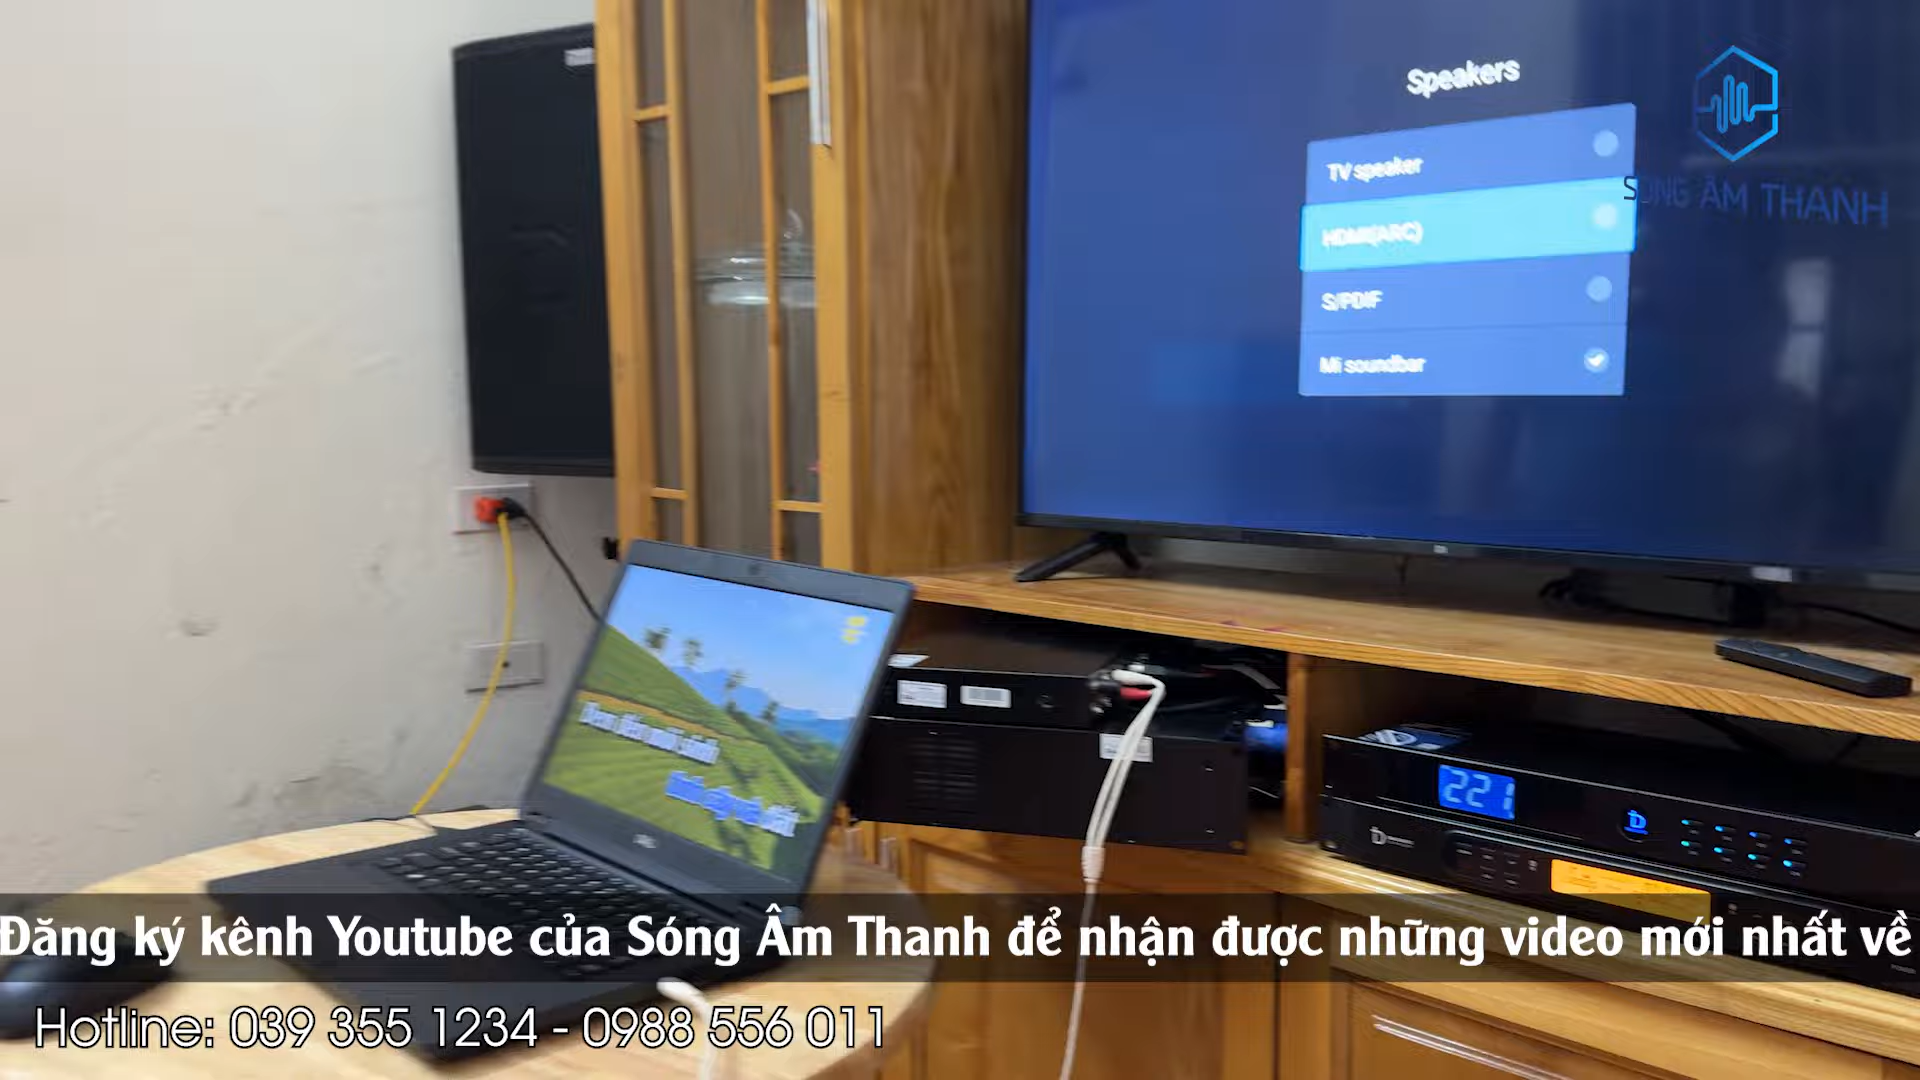 Speakers
TV speaker
HDMI(ARC)
S/PDIF
Mi soundbar
SÓNG ÂM THANH
221
DELL
Đăng ký kênh Youtube của Sóng Âm Thanh để nhận được những video mới nhất về
Hotline: 039 355 1234 - 0988 556 011